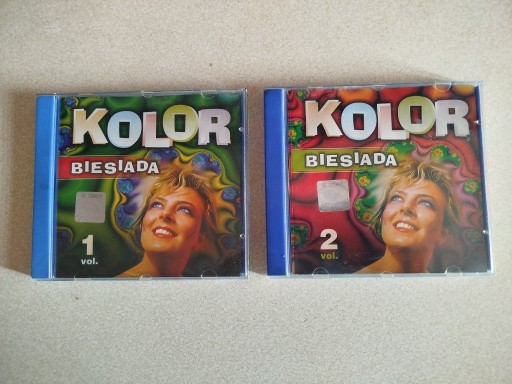 KOLOR
BIESIADA
1
vol.
KOLOR
BIESIADA
2
vol.